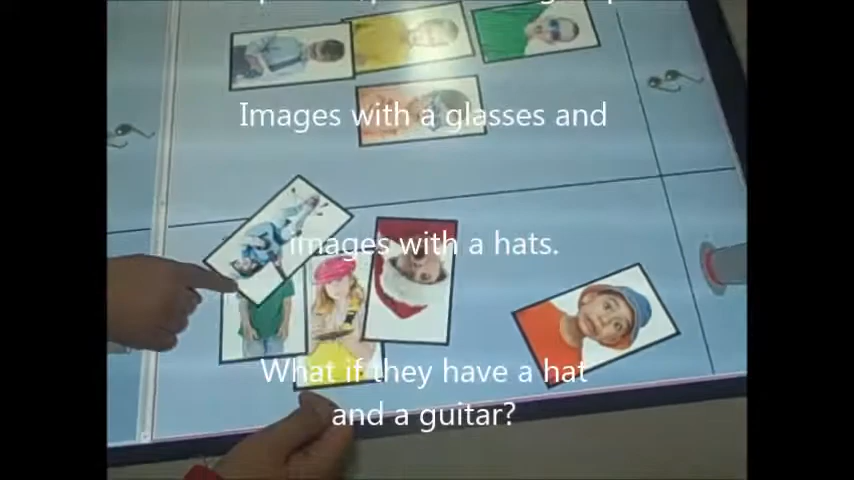 Images with a glasses and
images with a hats.
What if they have a hat
and a guitar?